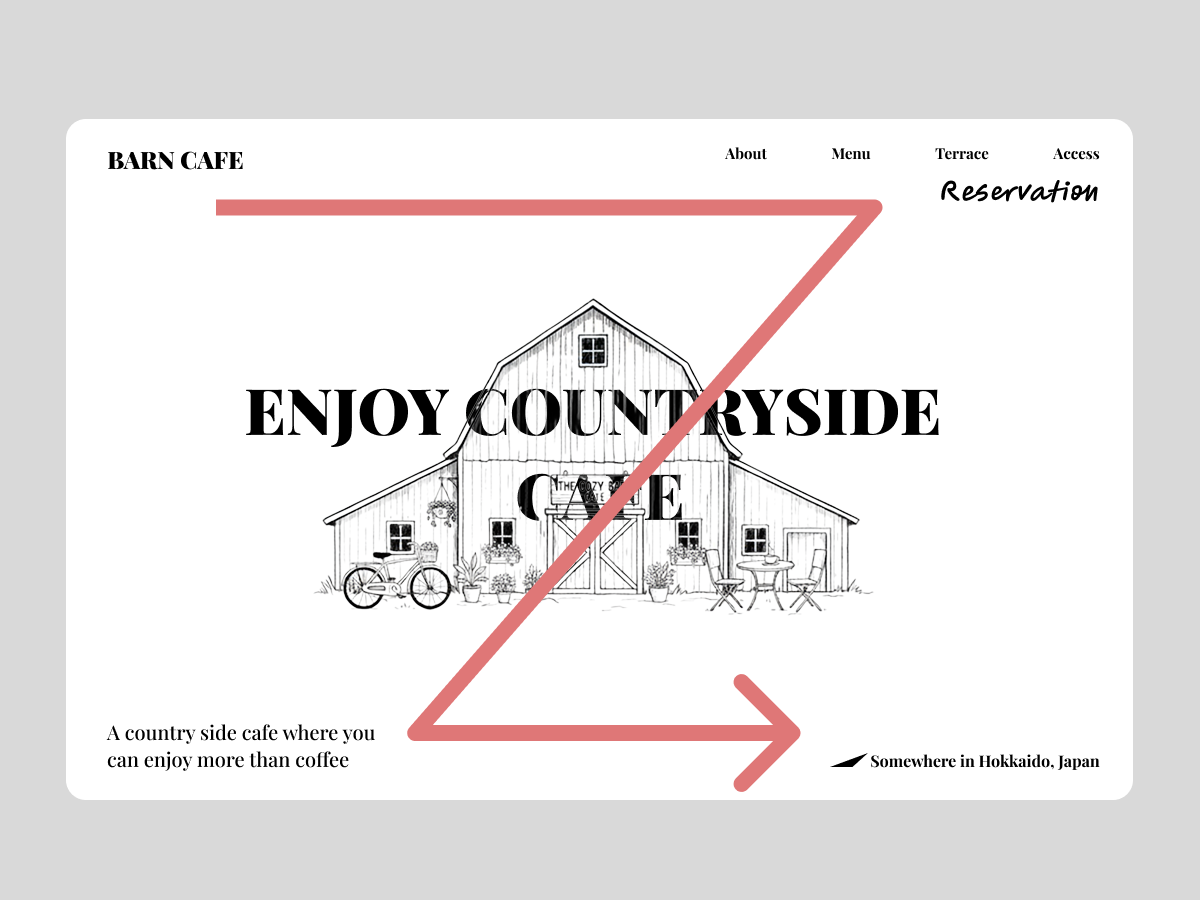 BARN CAFE
About Menu Terrace Access
Reservation
ENJOY COUNTRYSIDE
CAFE
THE COZY
A country side cafe where you
can enjoy more than coffee
Somewhere in Hokkaido, Japan